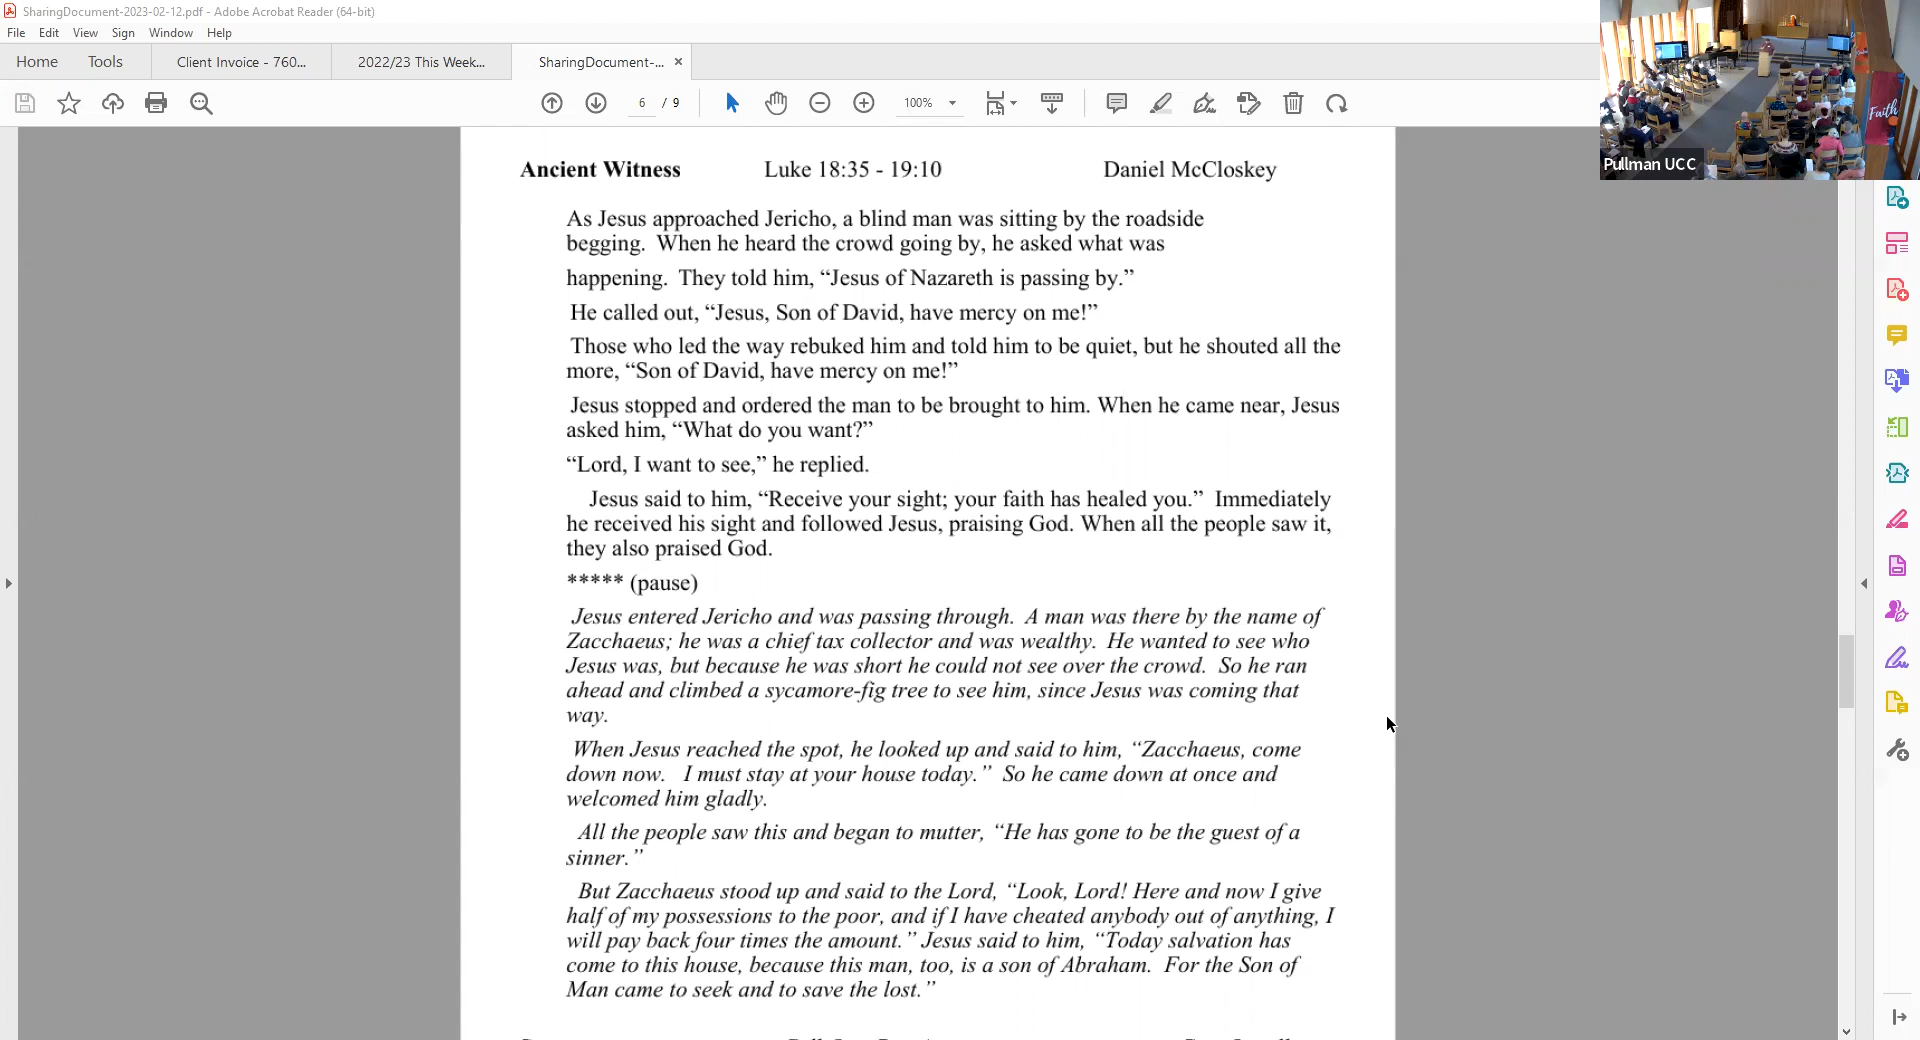 SharingDocument-2023-02-12.pdf - Adobe Acrobat Reader (64-bit)
File Edit View Sign Window Help
Home Tools Client Invoice - 760... 2022/23 This Week... SharingDocument-... ×
6 / 9 100%
Faith
Pullman UCC
Ancient Witness Luke 18:35 - 19:10 Daniel McCloskey
As Jesus approached Jericho, a blind man was sitting by the roadside
begging. When he heard the crowd going by, he asked what was
happening. They told him, “Jesus of Nazareth is passing by.”
He called out, “Jesus, Son of David, have mercy on me!”
Those who led the way rebuked him and told him to be quiet, but he shouted all the
more, “Son of David, have mercy on me!”
Jesus stopped and ordered the man to be brought to him. When he came near, Jesus
asked him, “What do you want?”
“Lord, I want to see,” he replied.
Jesus said to him, “Receive your sight; your faith has healed you.” Immediately
he received his sight and followed Jesus, praising God. When all the people saw it,
they also praised God.
***** (pause)
Jesus entered Jericho and was passing through. A man was there by the name of
Zacchaeus; he was a chief tax collector and was wealthy. He wanted to see who
Jesus was, but because he was short he could not see over the crowd. So he ran
ahead and climbed a sycamore-fig tree to see him, since Jesus was coming that
way.
When Jesus reached the spot, he looked up and said to him, “Zacchaeus, come
down now. I must stay at your house today.” So he came down at once and
welcomed him gladly.
All the people saw this and began to mutter, “He has gone to be the guest of a
sinner.”
But Zacchaeus stood up and said to the Lord, “Look, Lord! Here and now I give
half of my possessions to the poor, and if I have cheated anybody out of anything, I
will pay back four times the amount.” Jesus said to him, “Today salvation has
come to this house, because this man, too, is a son of Abraham. For the Son of
Man came to seek and to save the lost.”